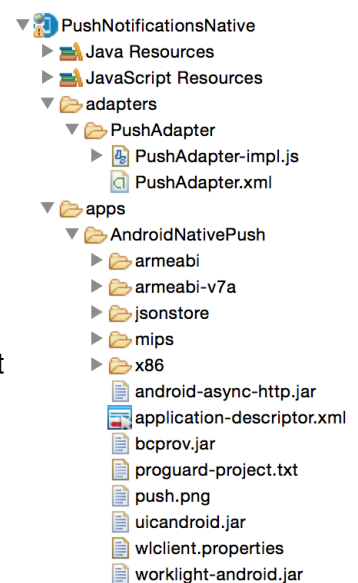 PushNotificationsNative
Java Resources
JavaScript Resources
adapters
PushAdapter
PushAdapter-impl.js
PushAdapter.xml
apps
AndroidNativePush
armeabi
armeabi-v7a
jsonstore
mips
t
x86
android-async-http.jar
application-descriptor.xml
bcprov.jar
proguard-project.txt
push.png
uicandroid.jar
wlclient.properties
worklight-android.jar